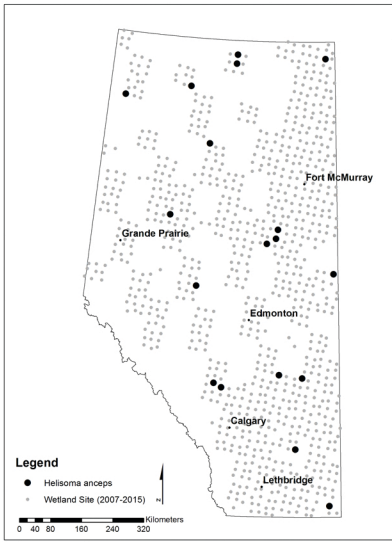 Fort McMurray
Grande Prairie
Edmonton
Calgary
Lethbridge
Legend
Helisoma anceps
Wetland Site (2007-2015)
N
Kilometers
0 40 80 160 240 320